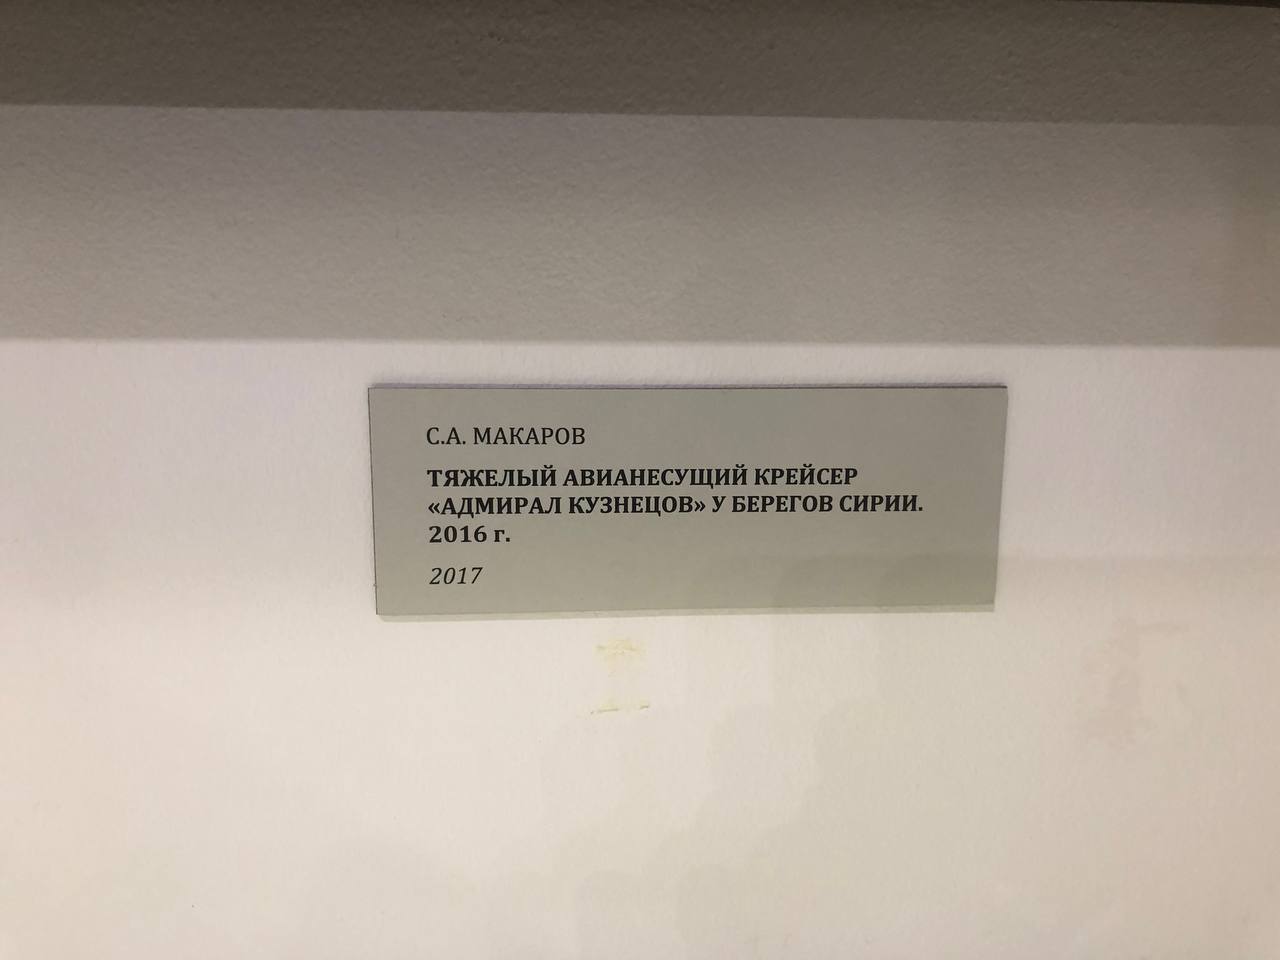 С.А. МАКАРОВ
ТЯЖЕЛЫЙ АВИАНЕСУЩИЙ КРЕЙСЕР
«АДМИРАЛ КУЗНЕЦОВ» У БЕРЕГОВ СИРИИ.
2016 г.
2017